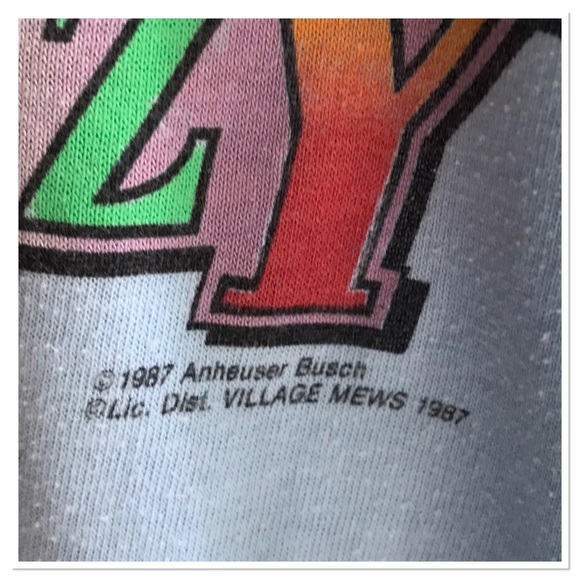 ZY
© 1987 Anheuser Busch
©Lic. Dist. VILLAGE MEWS 1987